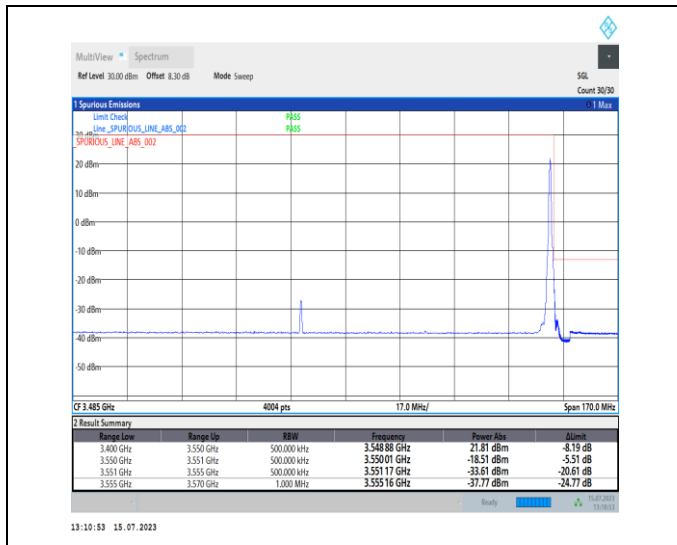 MultiView Spectrum
Ref Level 30.00 dBm Offset 8.30 dB Mode Sweep SGL
Count 30/30
1 Spurious Emissions 1 Max
Limit Check PASS
Line _SPURIOUS_LINE_ABS_002 PASS
30 dBm
_SPURIOUS_LINE_ABS_002
20 dBm
10 dBm
0 dBm
-10 dBm
-20 dBm
-30 dBm
-40 dBm
-50 dBm
CF 3.485 GHz 4004 pts 17.0 MHz/ Span 170.0 MHz
2 Result Summary
Range Low Range Up RBW Frequency Power Abs ΔLimit
3.400 GHz 3.550 GHz 500.000 kHz 3.548 88 GHz 21.81 dBm -8.19 dB
3.550 GHz 3.551 GHz 500.000 kHz 3.550 01 GHz -18.51 dBm -5.51 dB
3.551 GHz 3.555 GHz 500.000 kHz 3.551 17 GHz -33.61 dBm -20.61 dB
3.555 GHz 3.570 GHz 1.000 MHz 3.555 16 GHz -37.77 dBm -24.77 dB
Ready 15.07.2023
13:10:53
13:10:53 15.07.2023